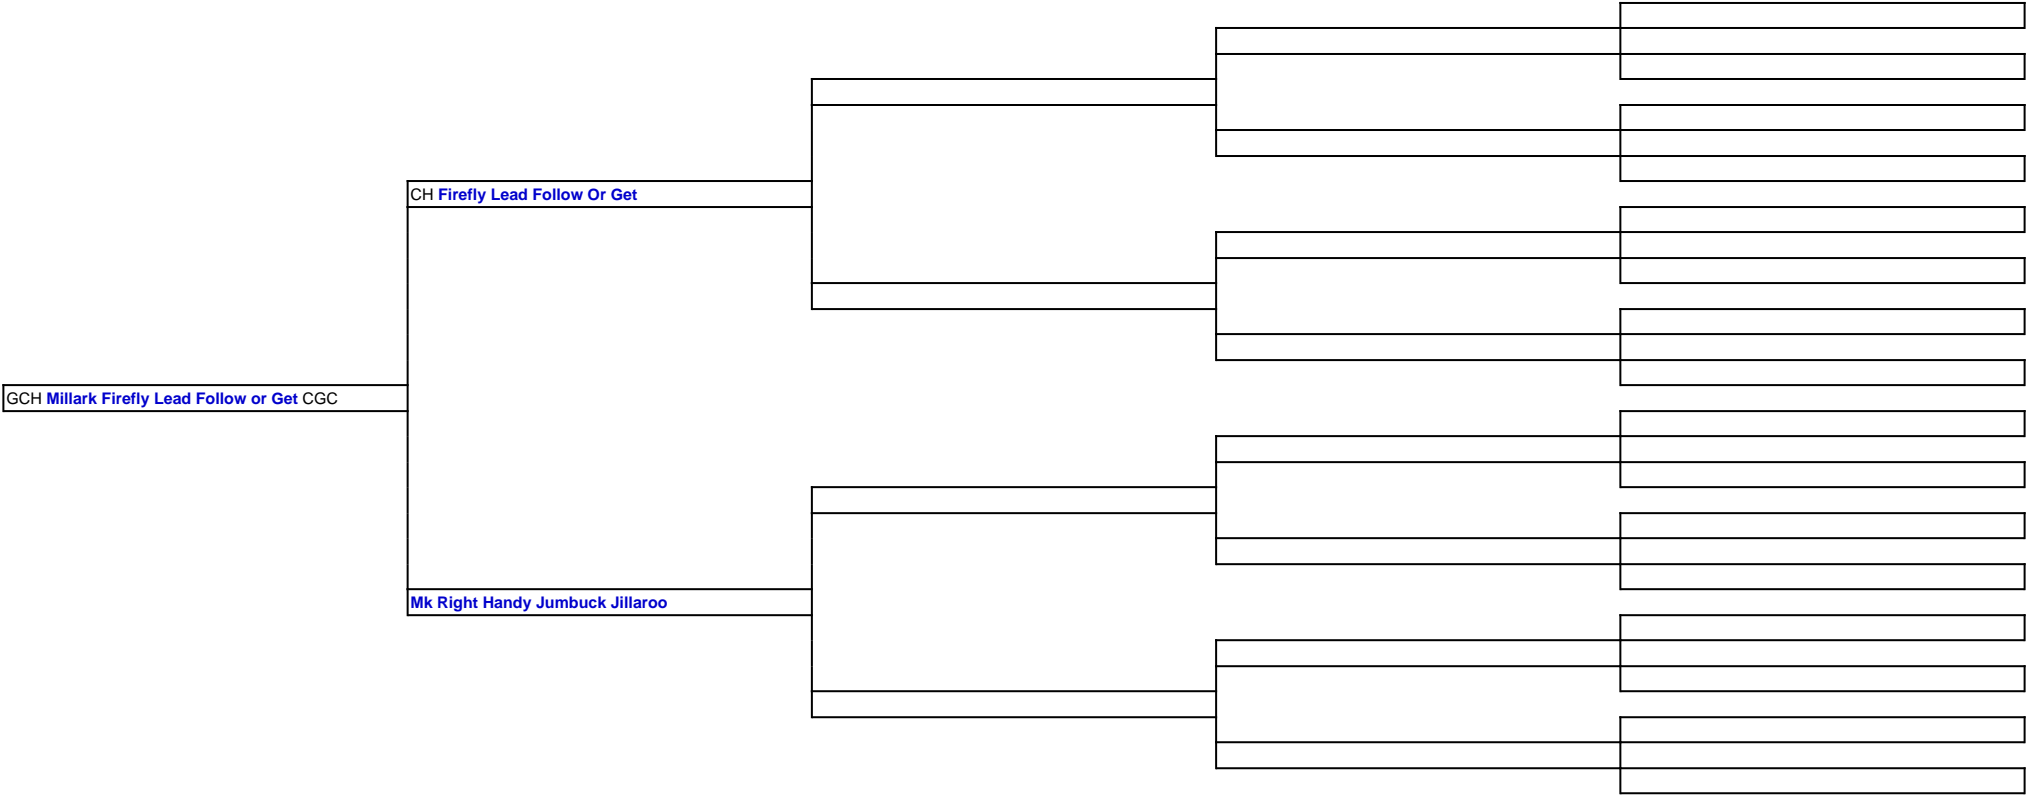 CH Firefly Lead Follow Or Get
GCH Millark Firefly Lead Follow or Get CGC
Mk Right Handy Jumbuck Jillaroo